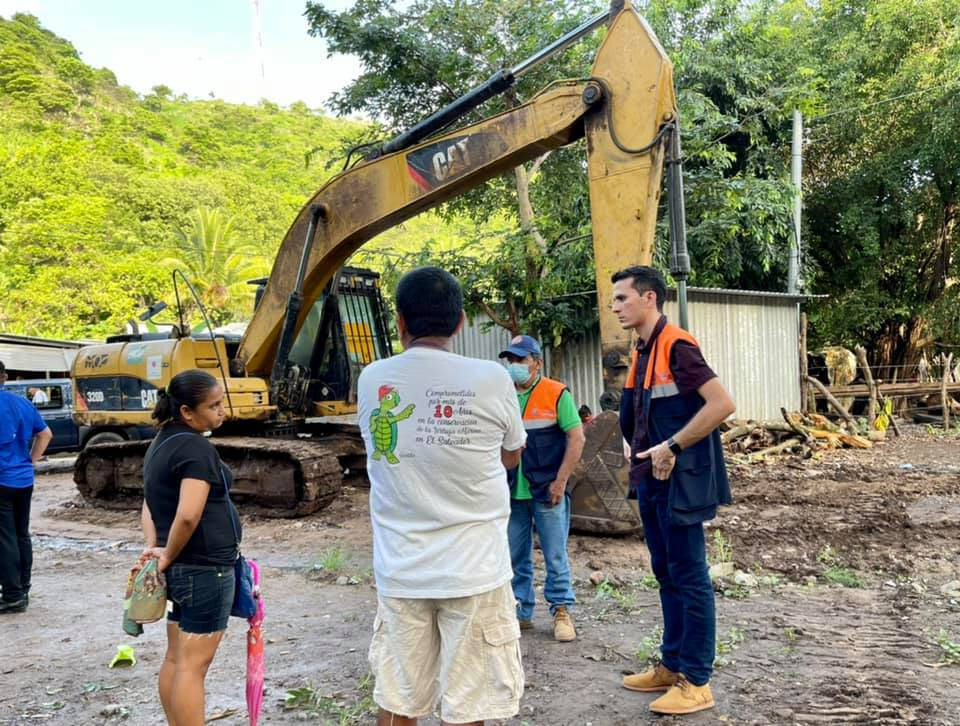 CAT
320D
CAT
Comprometidos
por más de
10 Años
en la conservación
de la Tortuga Marina
en El Salvador